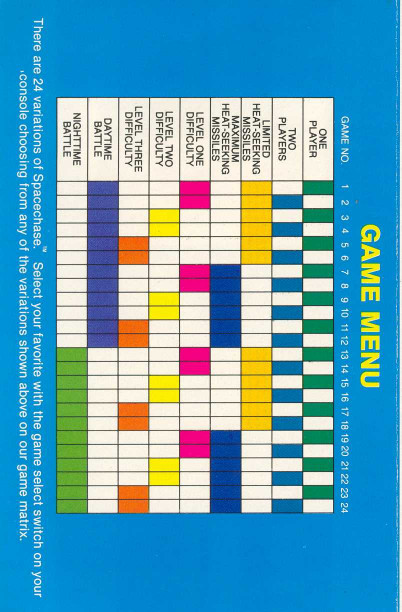 GAME MENU
GAME NO. 1 2 3 4 5 6 7 8 9 10 11 12 13 14 15 16 17 18 19 20 21 22 23 24
ONE
PLAYER
TWO
PLAYERS
LIMITED
HEAT-SEEKING
MISSILES
MAXIMUM
HEAT-SEEKING
MISSILES
LEVEL ONE
DIFFICULTY
LEVEL TWO
DIFFICULTY
LEVEL THREE
DIFFICULTY
DAYTIME
BATTLE
NIGHTTIME
BATTLE
There are 24 variations of Spacechase.™ Select your favorite with the game select switch on your
console choosing from any of the variations shown above on our game matrix.